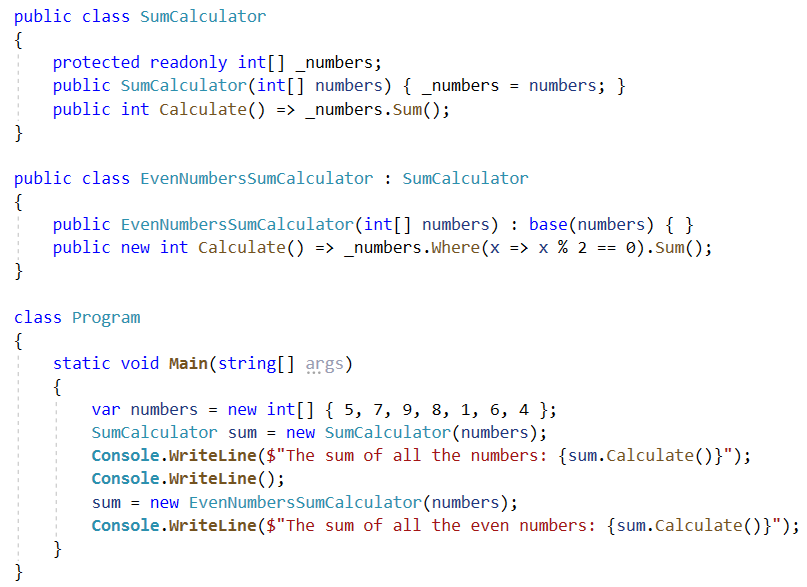 public class SumCalculator
{
protected readonly int[] _numbers;
public SumCalculator(int[] numbers) { _numbers = numbers; }
public int Calculate() => _numbers.Sum();
}
public class EvenNumbersSumCalculator : SumCalculator
{
public EvenNumbersSumCalculator(int[] numbers) : base(numbers) { }
public new int Calculate() => _numbers.Where(x => x % 2 == 0).Sum();
}
class Program
{
static void Main(string[] args)
{
var numbers = new int[] { 5, 7, 9, 8, 1, 6, 4 };
SumCalculator sum = new SumCalculator(numbers);
Console.WriteLine($"The sum of all the numbers: {sum.Calculate()}");
Console.WriteLine();
sum = new EvenNumbersSumCalculator(numbers);
Console.WriteLine($"The sum of all the even numbers: {sum.Calculate()}");
}
}